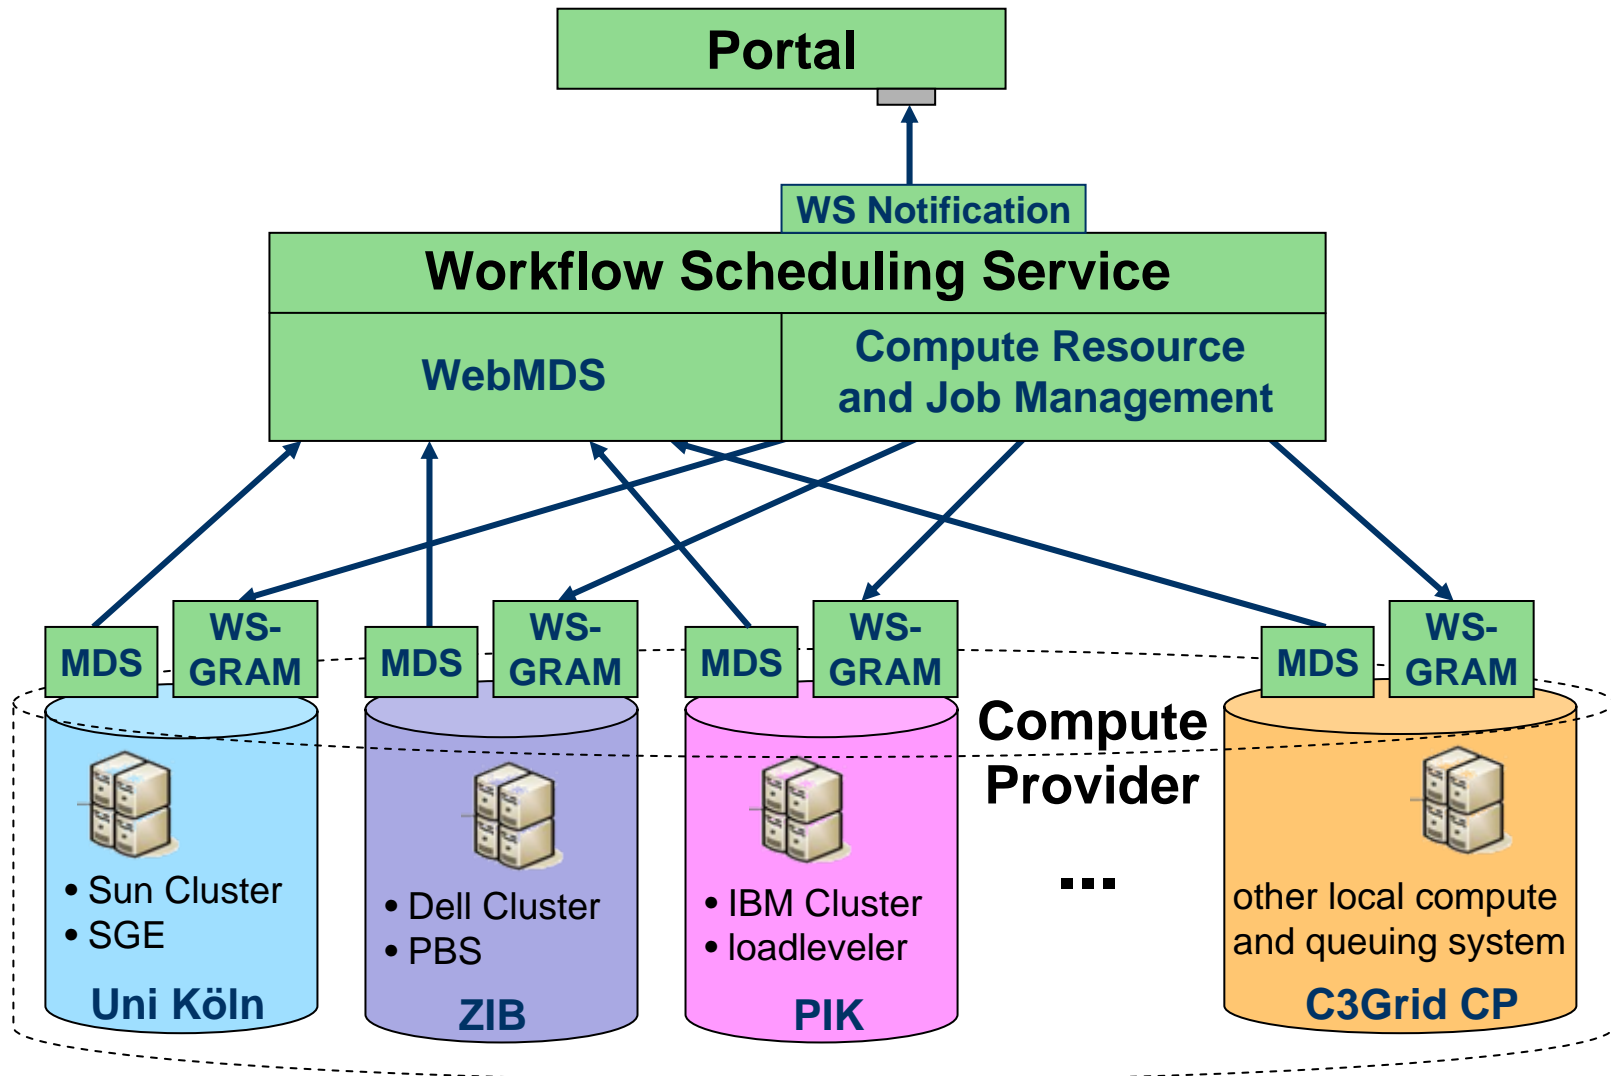 Portal
WS Notification
Workflow Scheduling Service
WebMDS
Compute Resource
and Job Management
MDS
WS-
GRAM
MDS
WS-
GRAM
MDS
WS-
GRAM
MDS
WS-
GRAM
Compute
Provider
...
• Sun Cluster
• SGE
Uni Köln
• Dell Cluster
• PBS
ZIB
• IBM Cluster
• loadleveler
PIK
other local compute
and queuing system
C3Grid CP